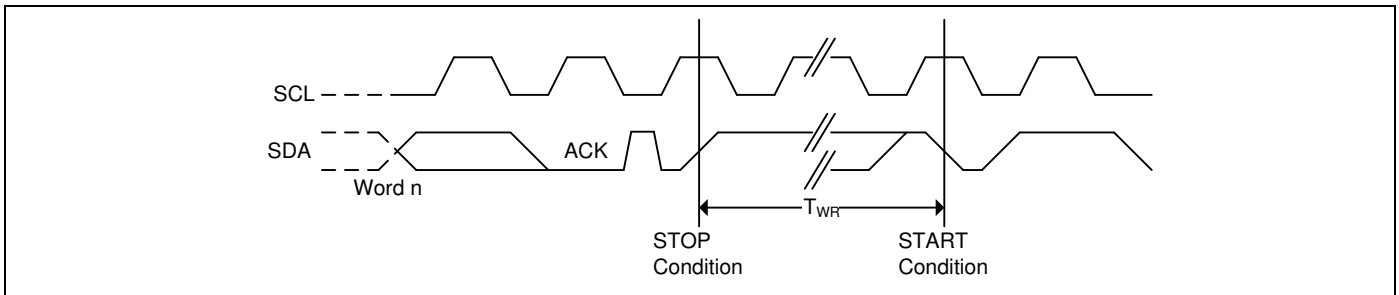 SCL
SDA
ACK
Word n
TWR
STOP
Condition
START
Condition